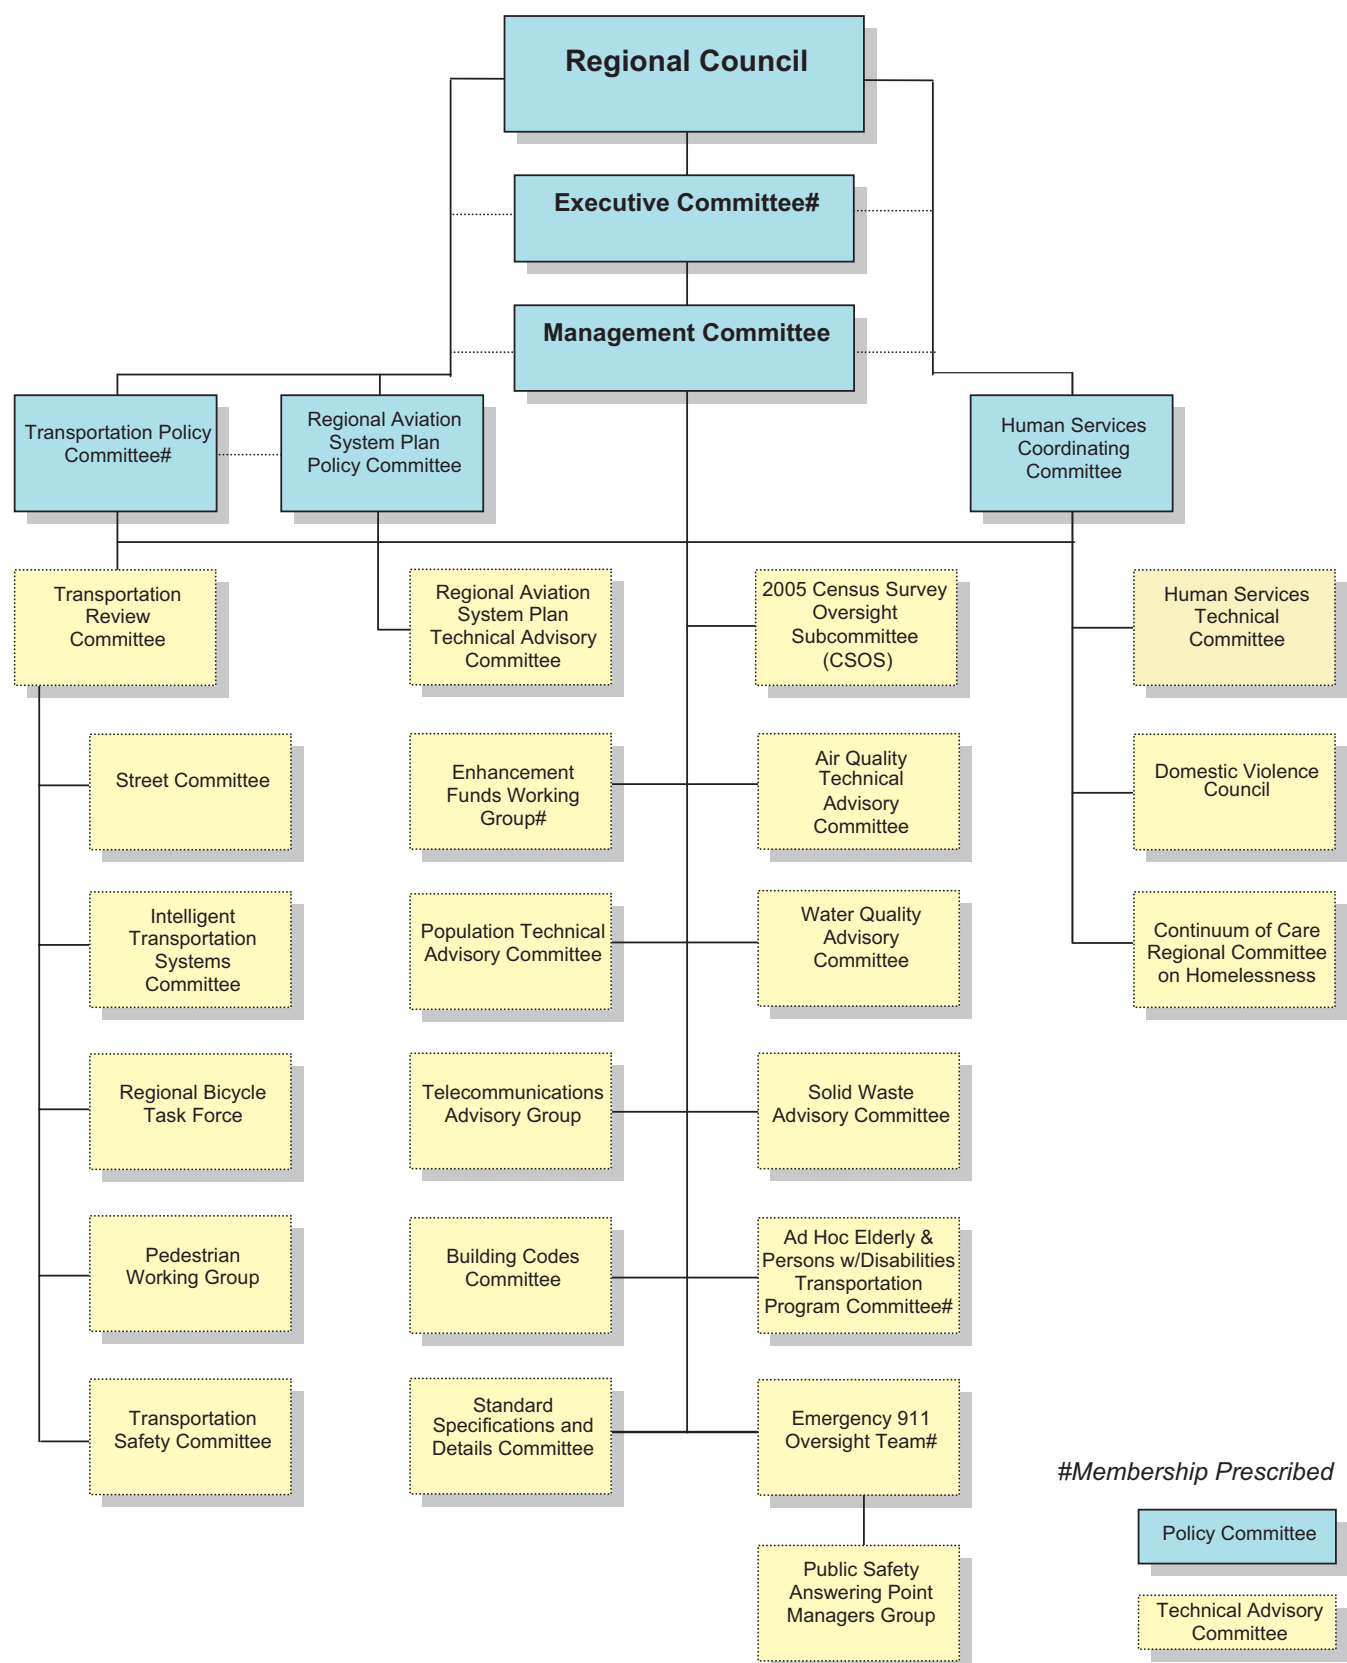 Regional Council
Executive Committee#
Management Committee
Transportation Policy
Committee#
Regional Aviation
System Plan
Policy Committee
Human Services
Coordinating
Committee
Transportation
Review
Committee
Regional Aviation
System Plan
Technical Advisory
Committee
2005 Census Survey
Oversight
Subcommittee
(CSOS)
Human Services
Technical
Committee
Street Committee
Enhancement
Funds Working
Group#
Air Quality
Technical
Advisory
Committee
Domestic Violence
Council
Intelligent
Transportation
Systems
Committee
Population Technical
Advisory Committee
Water Quality
Advisory
Committee
Continuum of Care
Regional Committee
on Homelessness
Regional Bicycle
Task Force
Telecommunications
Advisory Group
Solid Waste
Advisory Committee
Pedestrian
Working Group
Building Codes
Committee
Ad Hoc Elderly &
Persons w/Disabilities
Transportation
Program Committee#
Transportation
Safety Committee
Standard
Specifications and
Details Committee
Emergency 911
Oversight Team#
#Membership Prescribed
Policy Committee
Public Safety
Answering Point
Managers Group
Technical Advisory
Committee